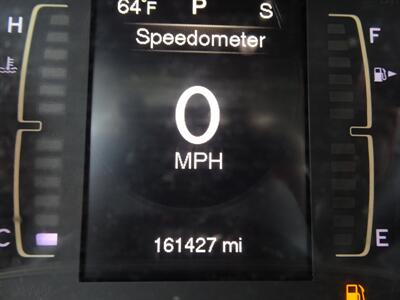 64°F P S
H Speedometer F
0
MPH
C E
161427 mi